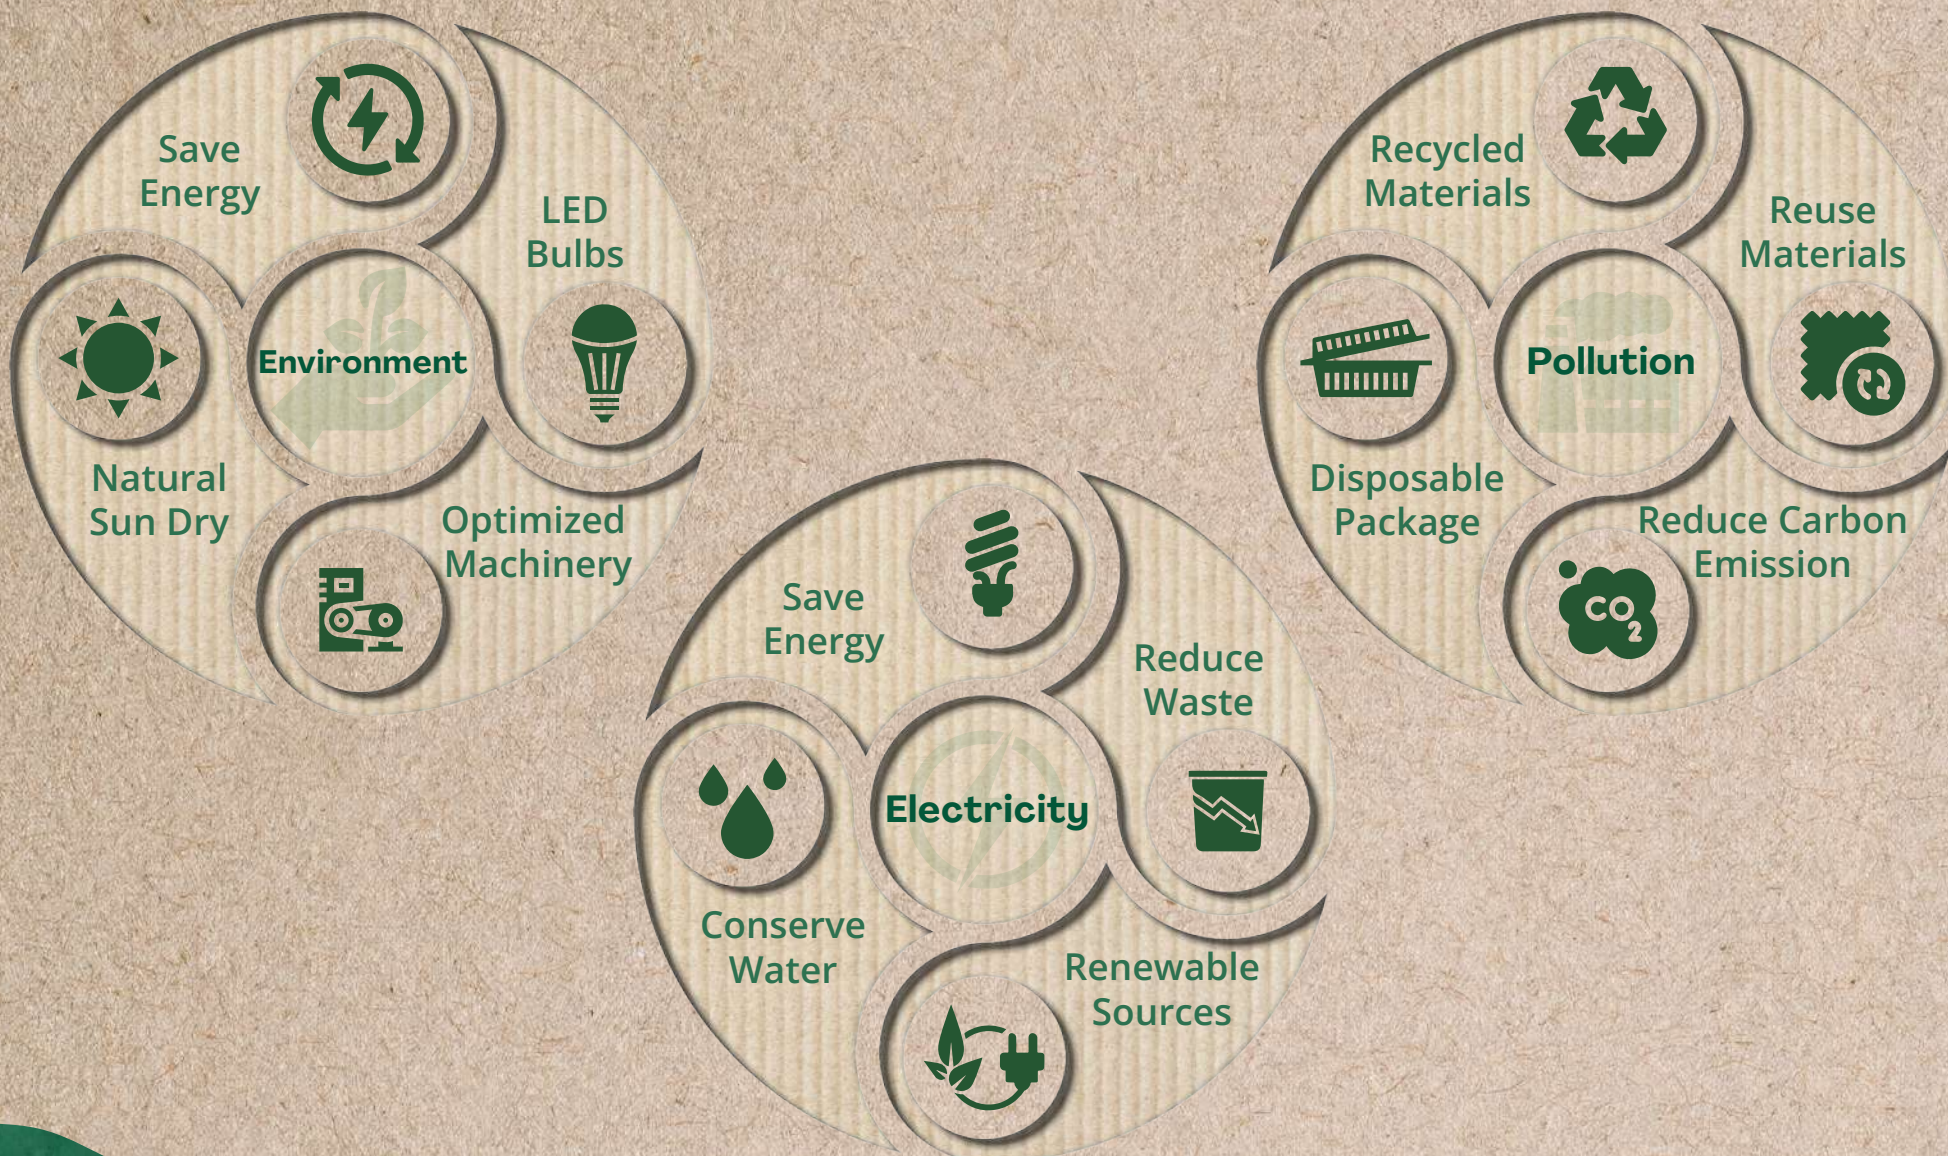 Save
Energy
LED
Bulbs
Environment
Natural
Sun Dry
Optimized
Machinery
Save
Energy
Reduce
Waste
Electricity
Conserve
Water
Renewable
Sources
Recycled
Materials
Reuse
Materials
Pollution
Disposable
Package
Reduce Carbon
Emission
CO2